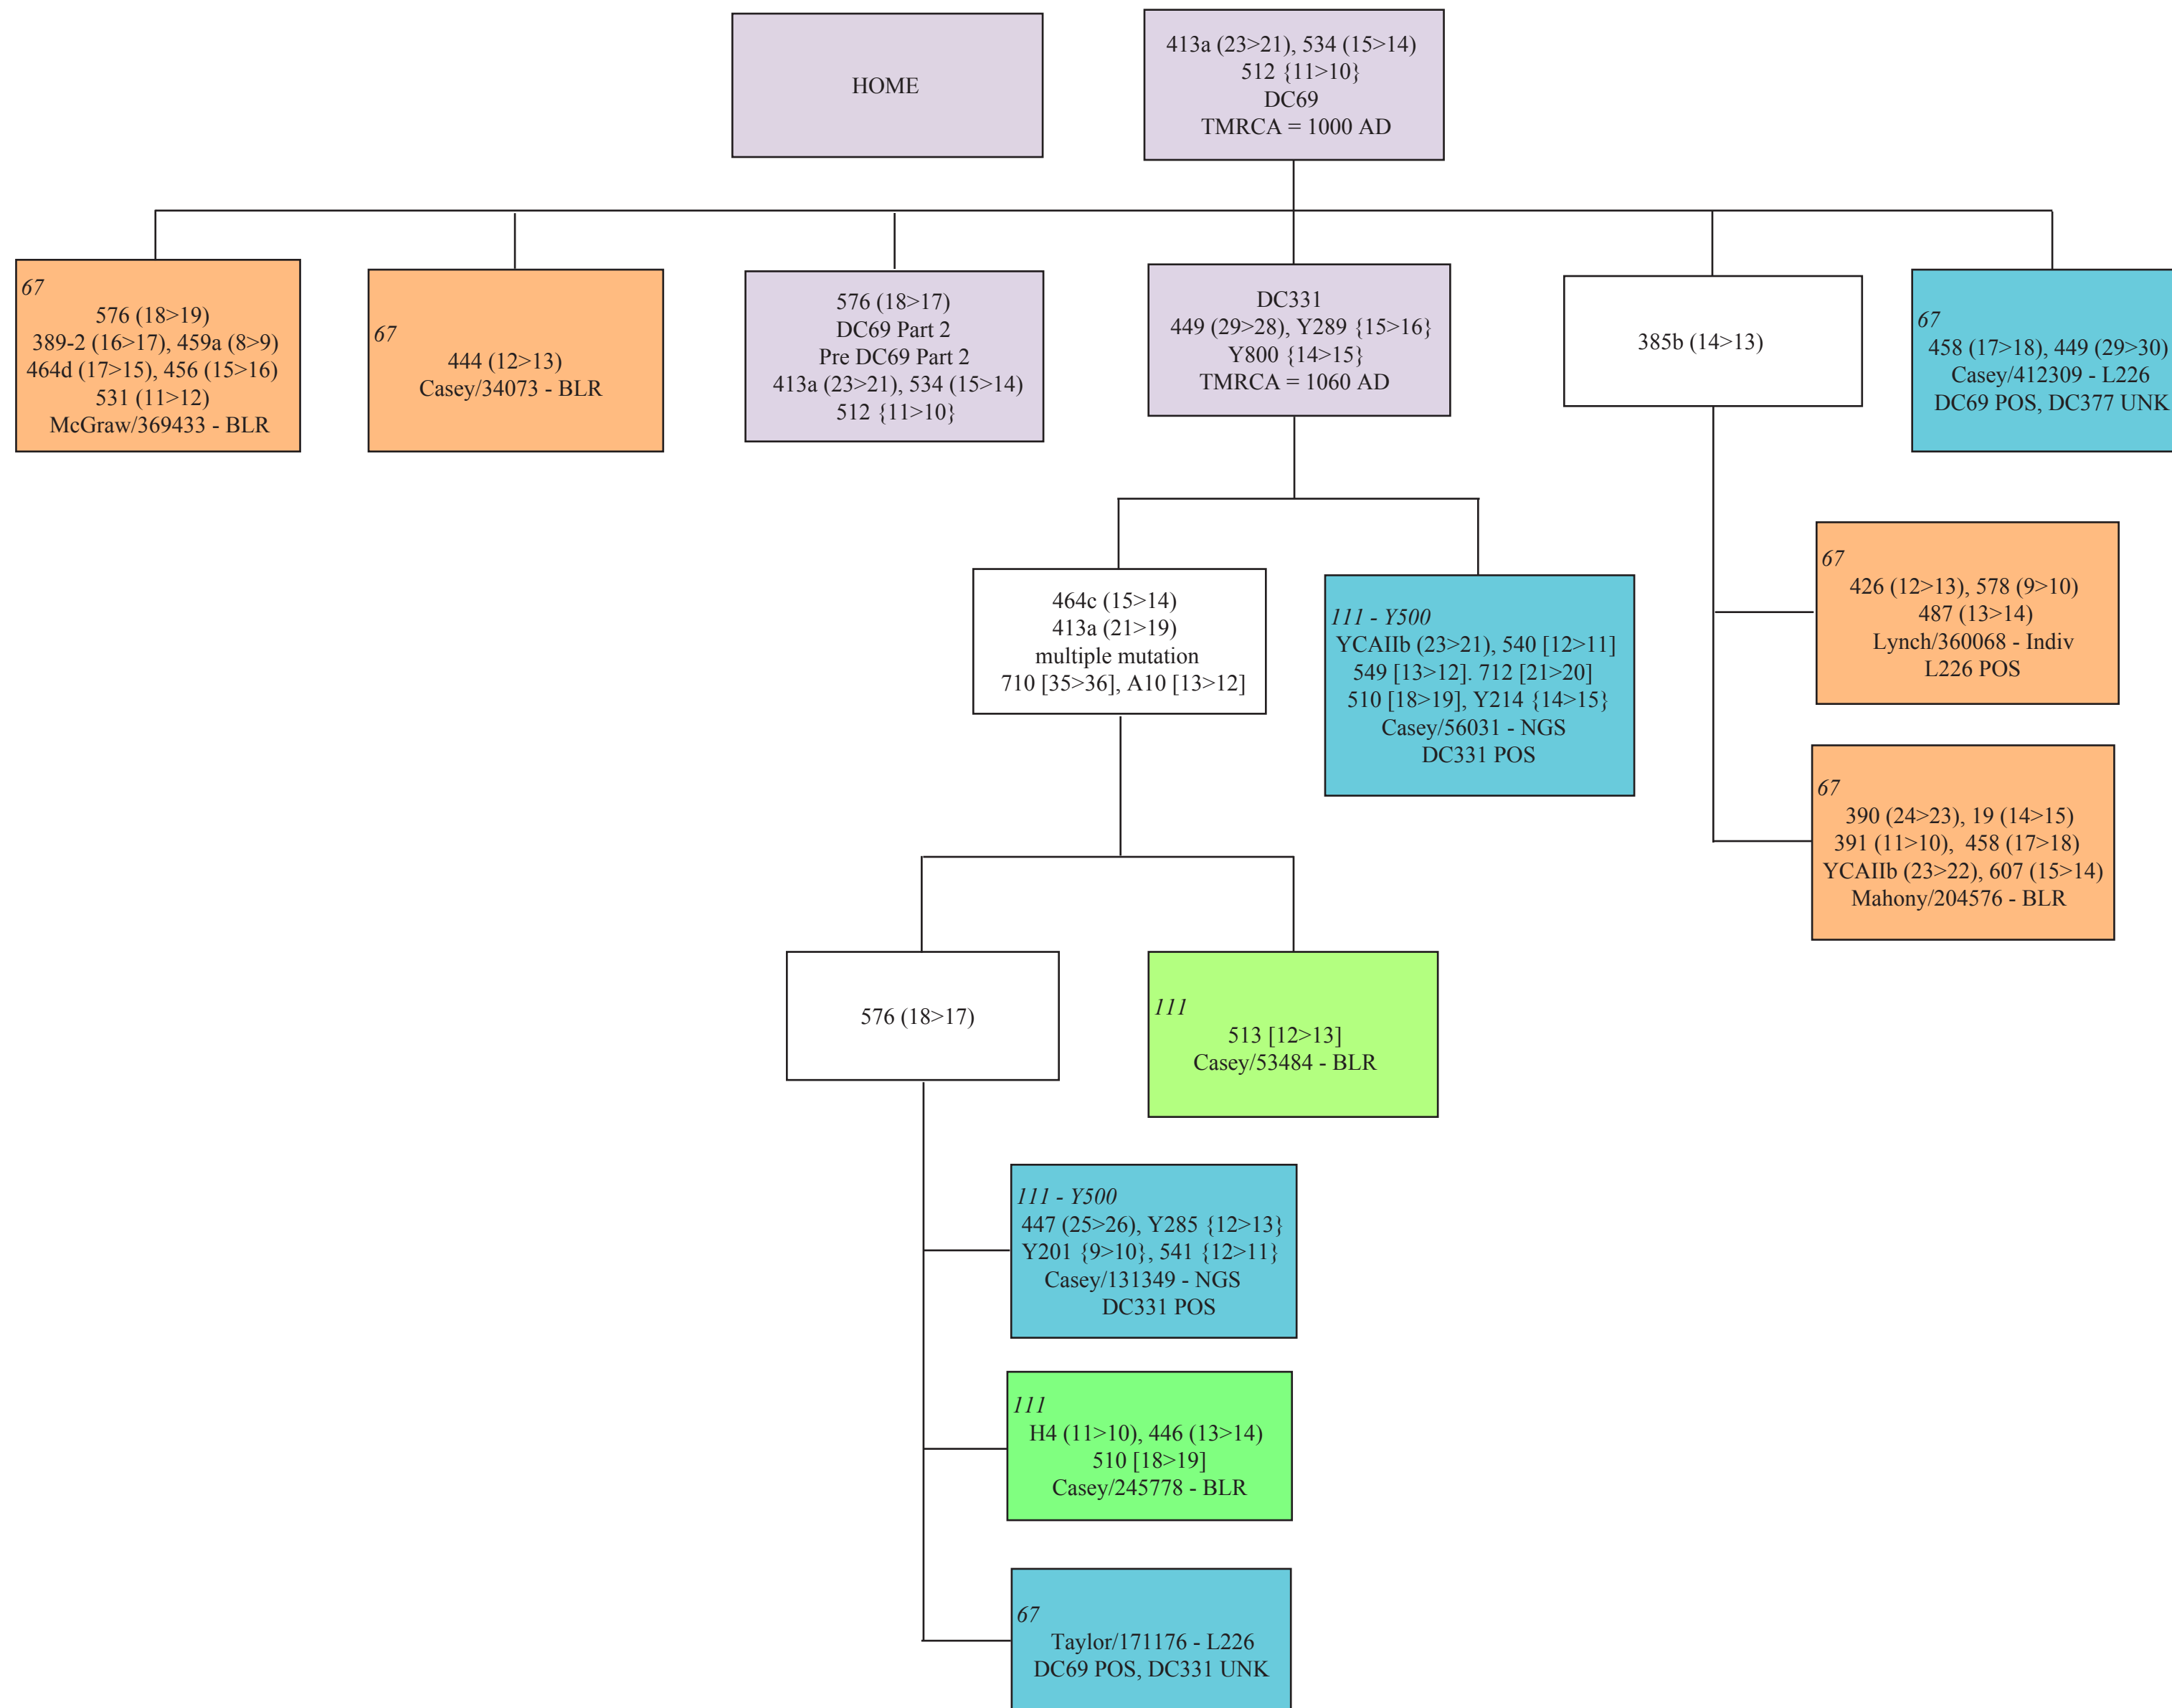 HOME
413a (23>21), 534 (15>14)
512 {11>10}
DC69
TMRCA = 1000 AD
67
576 (18>19)
389-2 (16>17), 459a (8>9)
464d (17>15), 456 (15>16)
531 (11>12)
McGraw/369433 - BLR
67
444 (12>13)
Casey/34073 - BLR
576 (18>17)
DC69 Part 2
Pre DC69 Part 2
413a (23>21), 534 (15>14)
512 {11>10}
DC331
449 (29>28), Y289 {15>16}
Y800 {14>15}
TMRCA = 1060 AD
385b (14>13)
67
458 (17>18), 449 (29>30)
Casey/412309 - L226
DC69 POS, DC377 UNK
464c (15>14)
413a (21>19)
multiple mutation
710 [35>36], A10 [13>12]
111 - Y500
YCAIIb (23>21), 540 [12>11]
549 [13>12]. 712 [21>20]
510 [18>19], Y214 {14>15}
Casey/56031 - NGS
DC331 POS
67
426 (12>13), 578 (9>10)
487 (13>14)
Lynch/360068 - Indiv
L226 POS
67
390 (24>23), 19 (14>15)
391 (11>10), 458 (17>18)
YCAIIb (23>22), 607 (15>14)
Mahony/204576 - BLR
576 (18>17)
111
513 [12>13]
Casey/53484 - BLR
111 - Y500
447 (25>26), Y285 {12>13}
Y201 {9>10}, 541 {12>11}
Casey/131349 - NGS
DC331 POS
111
H4 (11>10), 446 (13>14)
510 [18>19]
Casey/245778 - BLR
67
Taylor/171176 - L226
DC69 POS, DC331 UNK